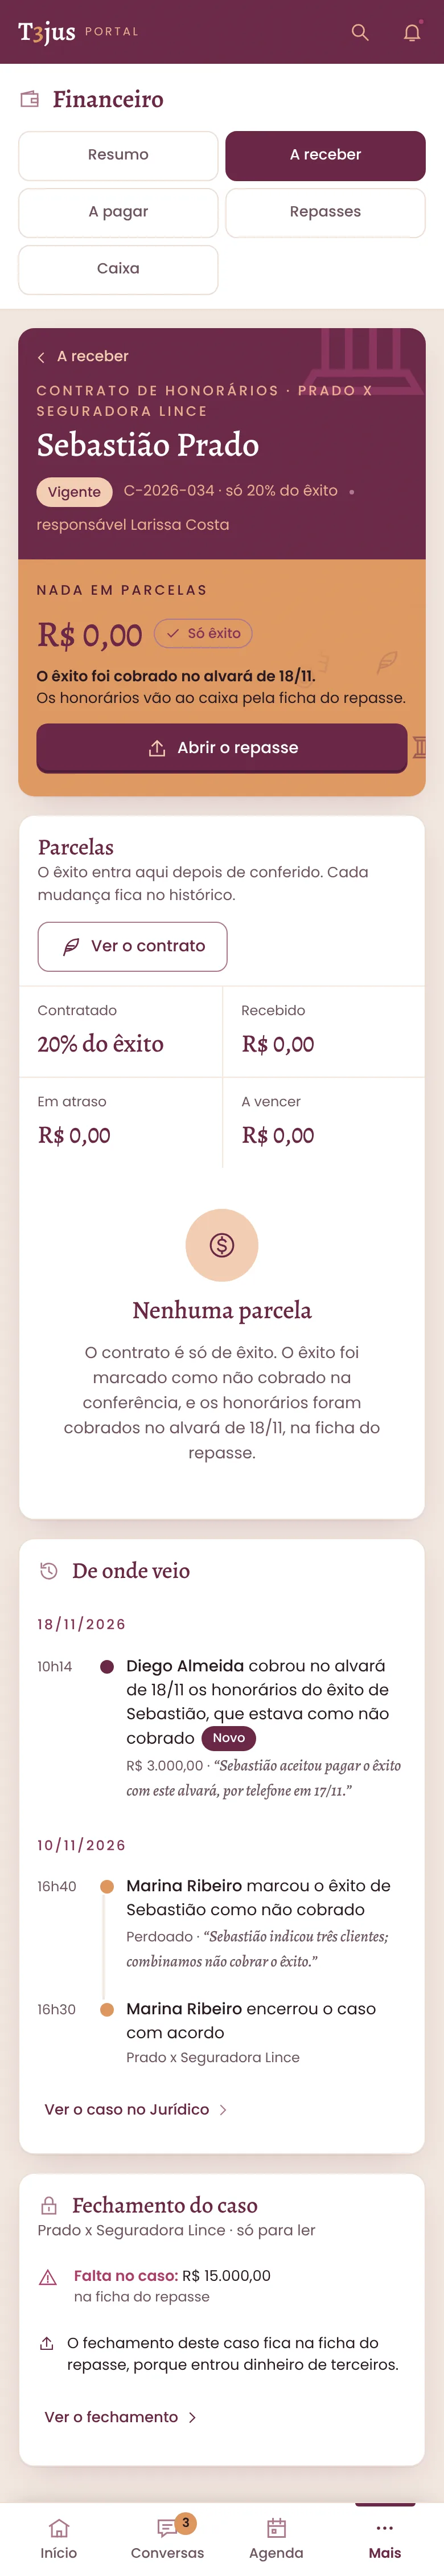 T3jus PORTAL
Financeiro
Resumo
A receber
A pagar
Repasses
Caixa
A receber
CONTRATO DE HONORÁRIOS · PRADO X
SEGURADORA LINCE
Sebastião Prado
Vigente
C-2026-034 · só 20% do êxito
responsável Larissa Costa
NADA EM PARCELAS
R$ 0,00
Só êxito
O êxito foi cobrado no alvará de 18/11.
Os honorários vão ao caixa pela ficha do repasse.
Abrir o repasse
Parcelas
O êxito entra aqui depois de conferido. Cada
mudança fica no histórico.
Ver o contrato
Contratado
20% do êxito
Recebido
R$ 0,00
Em atraso
R$ 0,00
A vencer
R$ 0,00
Nenhuma parcela
O contrato é só de êxito. O êxito foi
marcado como não cobrado na
conferência, e os honorários foram
cobrados no alvará de 18/11, na ficha do
repasse.
De onde veio
18/11/2026
10h14
Diego Almeida cobrou no alvará
de 18/11 os honorários do êxito de
Sebastião, que estava como não
cobrado Novo
R$ 3.000,00 · “Sebastião aceitou pagar o êxito
com este alvará, por telefone em 17/11.”
10/11/2026
16h40
Marina Ribeiro marcou o êxito de
Sebastião como não cobrado
Perdoado · “Sebastião indicou três clientes;
combinamos não cobrar o êxito.”
16h30
Marina Ribeiro encerrou o caso
com acordo
Prado x Seguradora Lince
Ver o caso no Jurídico
Fechamento do caso
Prado x Seguradora Lince · só para ler
Falta no caso: R$ 15.000,00
na ficha do repasse
O fechamento deste caso fica na ficha do
repasse, porque entrou dinheiro de terceiros.
Ver o fechamento
Início
Conversas
3
Agenda
Mais